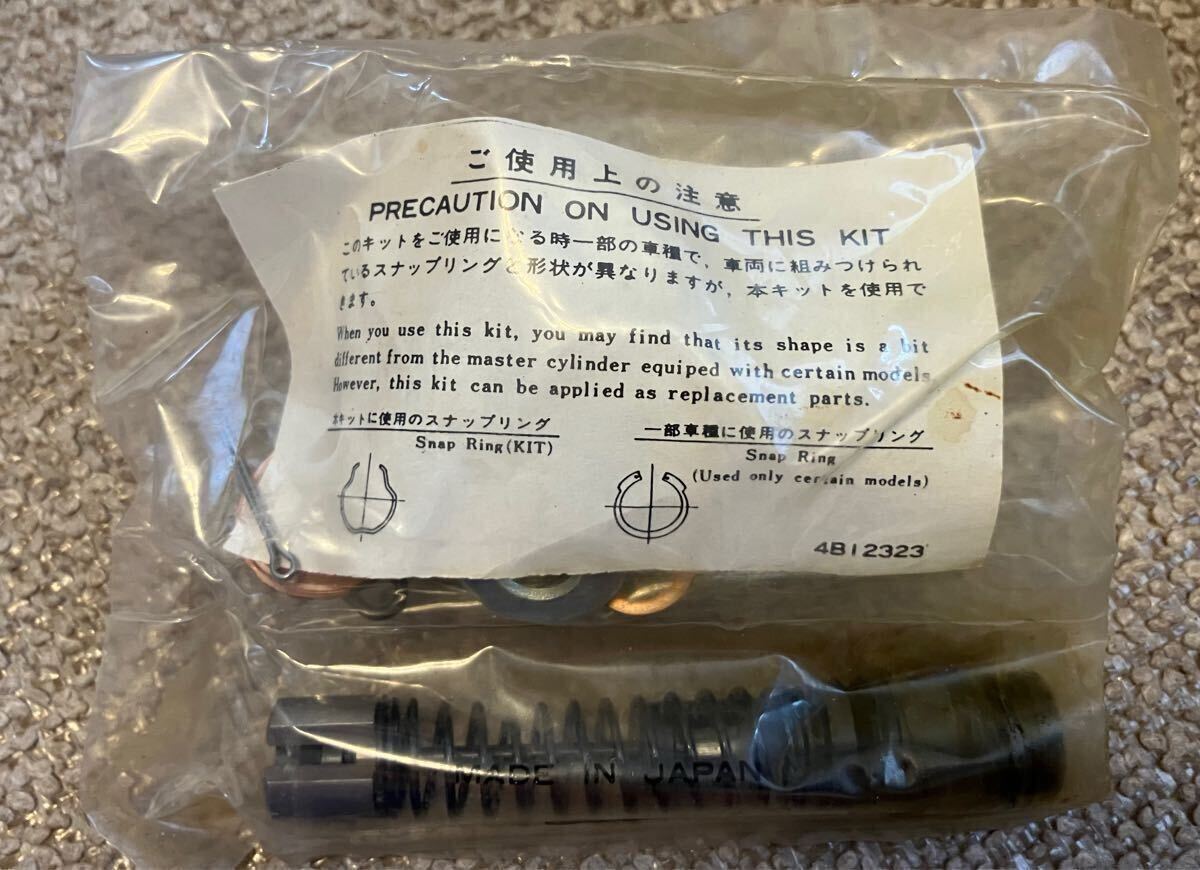 ご使用上の注意
PRECAUTION ON USING THIS KIT
このキットをご使用になる時一部の車種で、車両に組みつけられ
ているスナップリングと形状が異なりますが、本キットを使用で
きます。
When you use this kit, you may find that its shape is a bit
different from the master cylinder equiped with certain models.
However, this kit can be applied as replacement parts.
本キットに使用のスナップリング
Snap Ring(KIT)
一部車種に使用のスナップリング
Snap Ring
(Used only certain models)
4B12323
MADE IN JAPAN